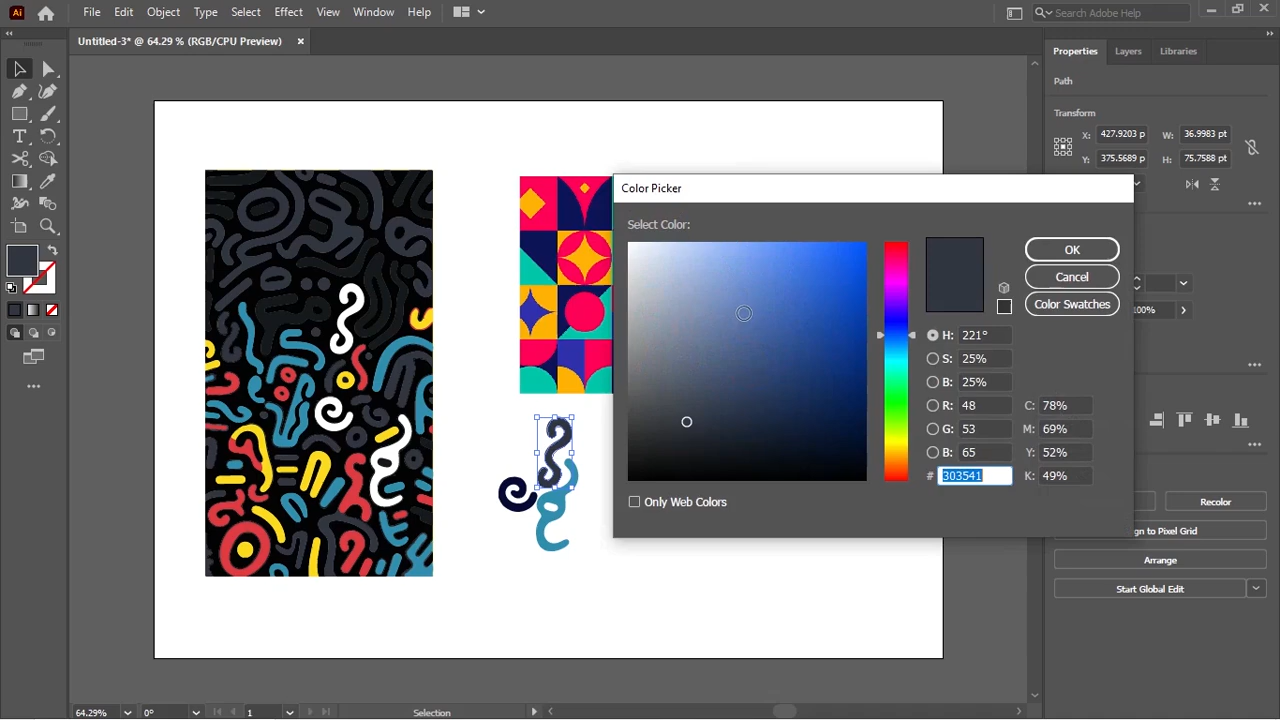 Ai File Edit Object Type Select Effect View Window Help Search Adobe Help
Untitled-3* @ 64.29 % (RGB/CPU Preview) ×
Properties Layers Libraries
Path
Transform
X: 427.9203 p W: 36.9983 pt
Y: 375.5689 p H: 75.7588 pt
Color Picker
Select Color:
OK
Cancel
Color Swatches
100%
H: 221°
S: 25%
B: 25%
R: 48 C: 78%
G: 53 M: 69%
B: 65 Y: 52%
# 303541 K: 49%
Only Web Colors
Recolor
gn to Pixel Grid
Arrange
Start Global Edit
64.29% 0° 1 Selection